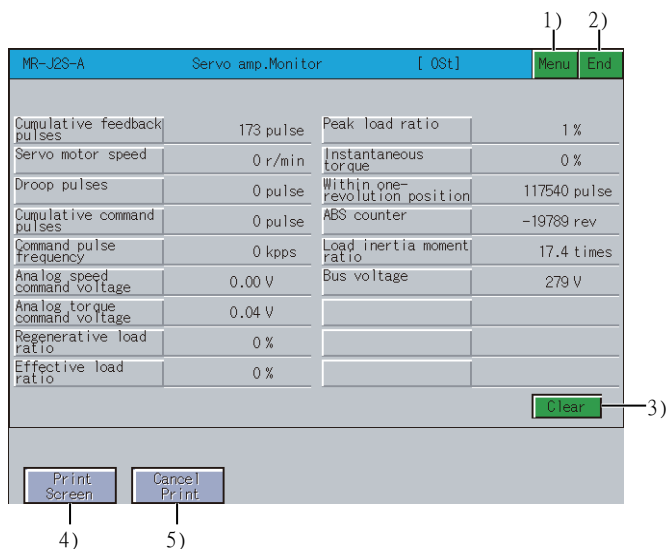 1) 2)
MR-J2S-A Servo amp.Monitor [ 0St] Menu End
Cumulative feedback
pulses
173 pulse
Peak load ratio
1 %
Servo motor speed
0 r/min
Instantaneous
torque
0 %
Droop pulses
0 pulse
Within one-
revolution position
117540 pulse
Cumulative command
pulses
0 pulse
ABS counter
-19789 rev
Command pulse
frequency
0 kpps
Load inertia moment
ratio
17.4 times
Analog speed
command voltage
0.00 V
Bus voltage
279 V
Analog torque
command voltage
0.04 V
Regenerative load
ratio
0 %
Effective load
ratio
0 %
Clear 3)
Print
Screen
Cancel
Print
4) 5)